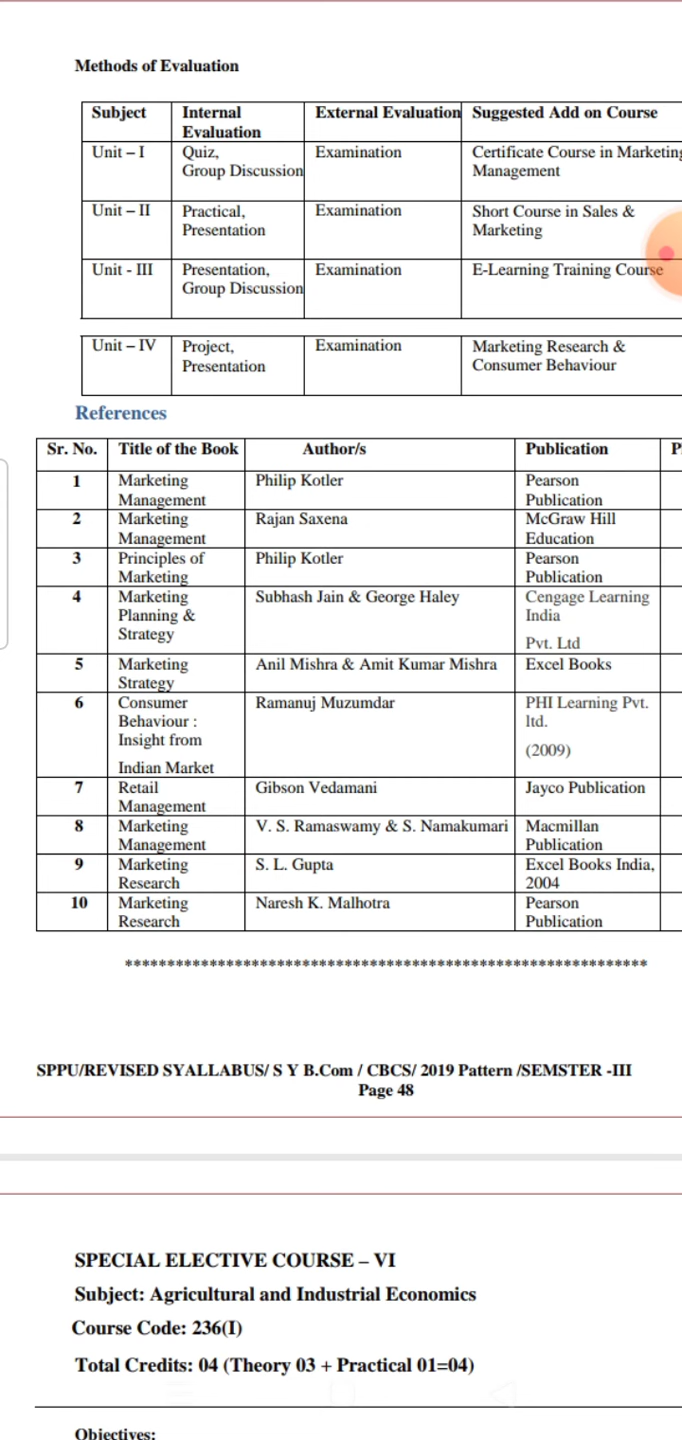 Methods of Evaluation
Subject Internal Evaluation External Evaluation Suggested Add on Course
Unit – I Quiz, Group Discussion Examination Certificate Course in Marketing Management
Unit – II Practical, Presentation Examination Short Course in Sales & Marketing
Unit - III Presentation, Group Discussion Examination E-Learning Training Course
Unit – IV Project, Presentation Examination Marketing Research & Consumer Behaviour
References
Sr. No. Title of the Book Author/s Publication
1 Marketing Management Philip Kotler Pearson Publication
2 Marketing Management Rajan Saxena McGraw Hill Education
3 Principles of Marketing Philip Kotler Pearson Publication
4 Marketing Planning & Strategy Subhash Jain & George Haley Cengage Learning India Pvt. Ltd
5 Marketing Strategy Anil Mishra & Amit Kumar Mishra Excel Books
6 Consumer Behaviour : Insight from Indian Market Ramanuj Muzumdar PHI Learning Pvt. ltd. (2009)
7 Retail Management Gibson Vedamani Jayco Publication
8 Marketing Management V. S. Ramaswamy & S. Namakumari Macmillan Publication
9 Marketing Research S. L. Gupta Excel Books India, 2004
10 Marketing Research Naresh K. Malhotra Pearson Publication
**************************************************************
SPPU/REVISED SYALLABUS/ S Y B.Com / CBCS/ 2019 Pattern /SEMSTER -III
Page 48
SPECIAL ELECTIVE COURSE – VI
Subject: Agricultural and Industrial Economics
Course Code: 236(I)
Total Credits: 04 (Theory 03 + Practical 01=04)
Objectives: